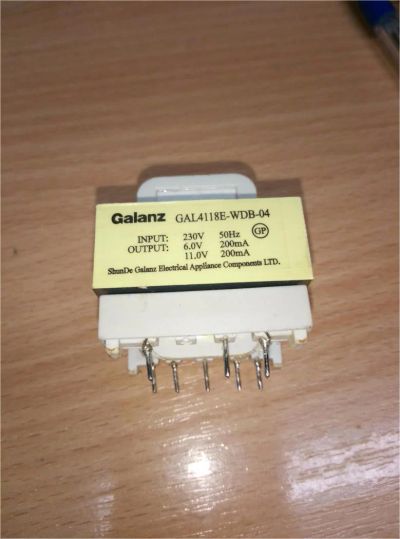 Galanz GAL4118E-WDB-04
INPUT: 230V 50Hz GP
OUTPUT: 6.0V 200mA
11.0V 200mA
ShunDe Galanz Electrical Appliance Components LTD.